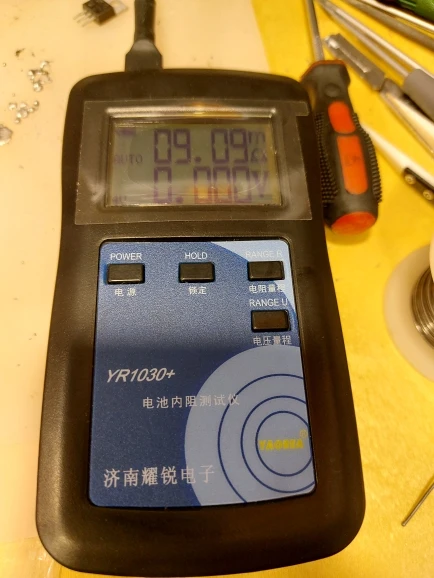 09.09
0.000V
POWER
HOLD
RANGE R
电源
锁定
电阻量程
RANGE U
电压量程
YR1030+
电池内阻测试仪
济南耀锐电子